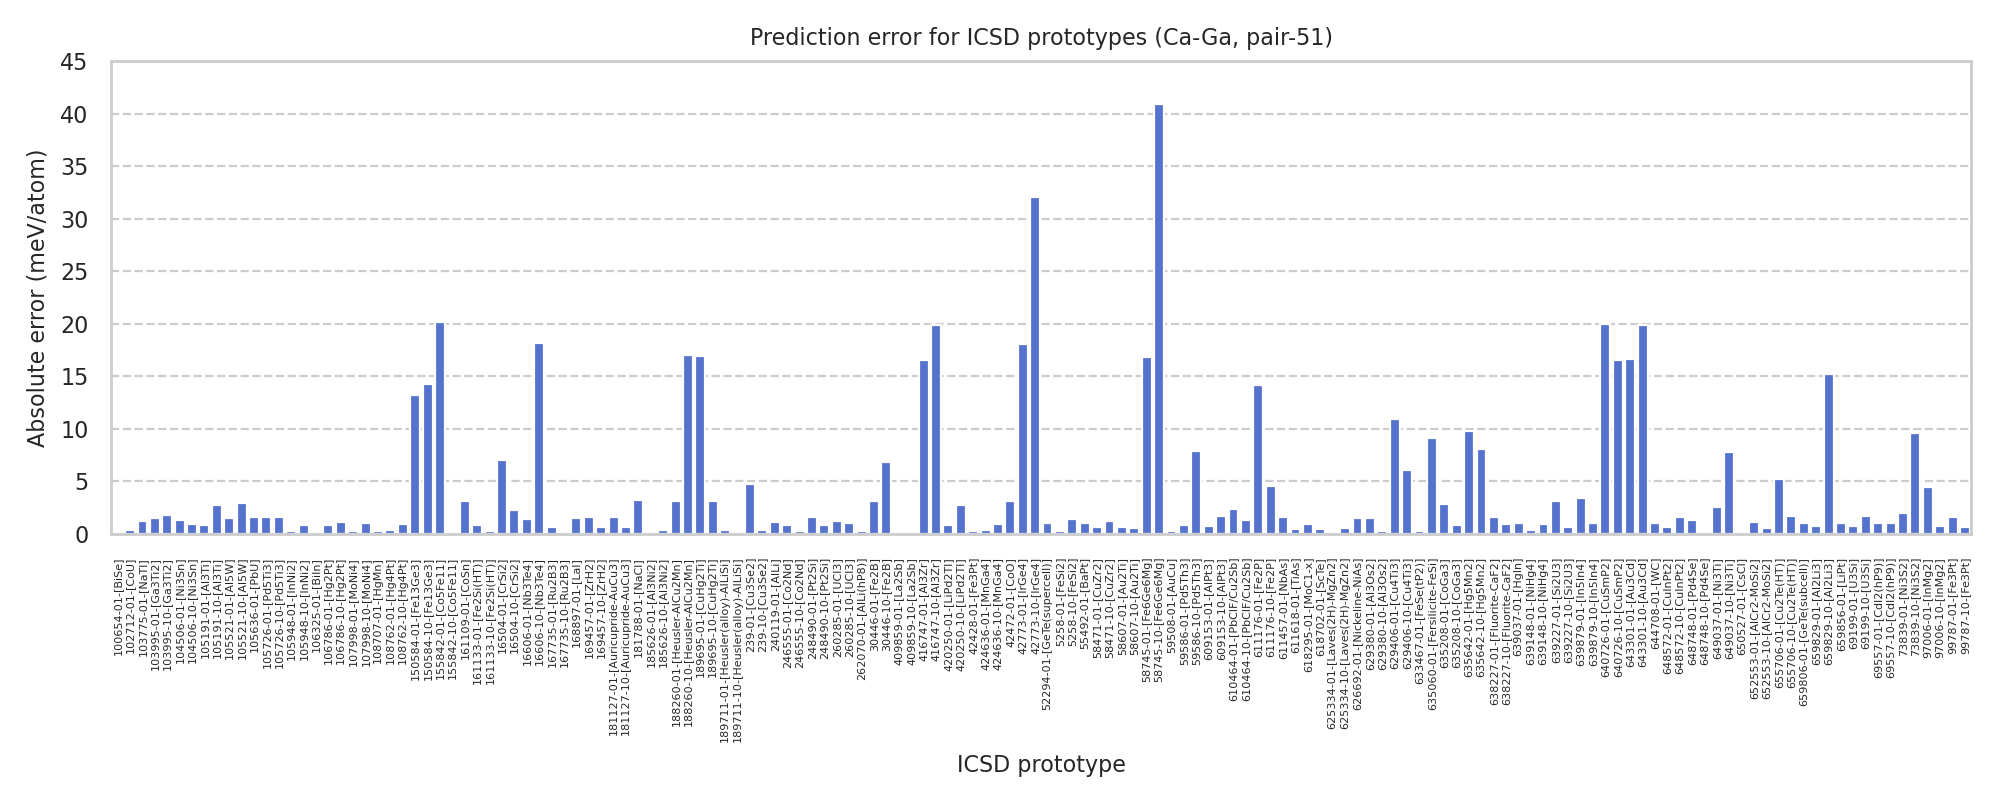 Prediction error for ICSD prototypes (Ca-Ga, pair-51)
Absolute error (meV/atom)
45
40
35
30
25
20
15
10
5
0
100654-01-[BiSe]
102712-01-[CoU]
103775-01-[NaTl]
103995-01-[Ga3Ti2]
103995-10-[Ga3Ti2]
104506-01-[Ni3Sn]
104506-10-[Ni3Sn]
105191-01-[Al3Ti]
105191-10-[Al3Ti]
105521-01-[Al5W]
105521-10-[Al5W]
105636-01-[PbU]
105726-01-[Pd5Ti3]
105726-10-[Pd5Ti3]
105948-01-[InNi2]
105948-10-[InNi2]
106325-01-[BiIn]
106786-01-[Hg2Pt]
106786-10-[Hg2Pt]
107998-01-[MoNi4]
107998-10-[MoNi4]
108707-01-[HgMn]
108762-01-[Hg4Pt]
108762-10-[Hg4Pt]
150584-01-[Fe13Ge3]
150584-10-[Fe13Ge3]
155842-01-[Co5Fe11]
155842-10-[Co5Fe11]
161109-01-[CoSn]
161133-01-[Fe2Si(HT)]
161133-10-[Fe2Si(HT)]
16504-01-[CrSi2]
16504-10-[CrSi2]
16606-01-[Nb3Te4]
16606-10-[Nb3Te4]
167735-01-[Ru2B3]
167735-10-[Ru2B3]
168897-01-[LaI]
169457-01-[ZrH2]
169457-10-[ZrH2]
181127-01-[Auricupride-AuCu3]
181127-10-[Auricupride-AuCu3]
181788-01-[NaCl]
185626-01-[Al3Ni2]
185626-10-[Al3Ni2]
188260-01-[Heusler-AlCu2Mn]
188260-10-[Heusler-AlCu2Mn]
189695-01-[CuHg2Ti]
189695-10-[CuHg2Ti]
189711-01-[Heusler(alloy)-AlLiSi]
189711-10-[Heusler(alloy)-AlLiSi]
239-01-[Cu3Se2]
239-10-[Cu3Se2]
240119-01-[AlLi]
246555-01-[Co2Nd]
246555-10-[Co2Nd]
248490-01-[Pt2Si]
248490-10-[Pt2Si]
260285-01-[UCl3]
260285-10-[UCl3]
262070-01-[AlLi(hP8)]
30446-01-[Fe2B]
30446-10-[Fe2B]
409859-01-[La2Sb]
409859-10-[La2Sb]
416747-01-[Al3Zr]
416747-10-[Al3Zr]
420250-01-[LiPd2Tl]
420250-10-[LiPd2Tl]
42428-01-[Fe3Pt]
424636-01-[MnGa4]
424636-10-[MnGa4]
42472-01-[CoO]
42773-01-[IrGe4]
42773-10-[IrGe4]
52294-01-[GeTe(supercell)]
5258-01-[FeSi2]
5258-10-[FeSi2]
55492-01-[BaPt]
58471-01-[CuZr2]
58471-10-[CuZr2]
58607-01-[Au2Ti]
58607-10-[Au2Ti]
58745-01-[Fe6Ge6Mg]
58745-10-[Fe6Ge6Mg]
59508-01-[AuCu]
59586-01-[Pd5Th3]
59586-10-[Pd5Th3]
609153-01-[AlPt3]
609153-10-[AlPt3]
610464-01-[PbClF/Cu2Sb]
610464-10-[PbClF/Cu2Sb]
611176-01-[Fe2P]
611176-10-[Fe2P]
611457-01-[NbAs]
611618-01-[TiAs]
618295-01-[MoC1-x]
618702-01-[ScTe]
625334-01-[Laves(2H)-MgZn2]
625334-10-[Laves(2H)-MgZn2]
626692-01-[Nickeline-NiAs]
629380-01-[Al3Os2]
629380-10-[Al3Os2]
629406-01-[Cu4Ti3]
629406-10-[Cu4Ti3]
633467-01-[FeSe(tP2)]
635060-01-[Fersilicite-FeSi]
635208-01-[CoGa3]
635208-10-[CoGa3]
635642-01-[Hg5Mn2]
635642-10-[Hg5Mn2]
638227-01-[Fluorite-CaF2]
638227-10-[Fluorite-CaF2]
639037-01-[HgIn]
639148-01-[NiHg4]
639148-10-[NiHg4]
639227-01-[Si2U3]
639227-10-[Si2U3]
639879-01-[In5In4]
639879-10-[In5In4]
640726-01-[CuSmP2]
640726-10-[CuSmP2]
643301-01-[Au3Cd]
643301-10-[Au3Cd]
644708-01-[WC]
648572-01-[CuInPt2]
648572-10-[CuInPt2]
648748-01-[Pd4Se]
648748-10-[Pd4Se]
649037-01-[Ni3Ti]
649037-10-[Ni3Ti]
650527-01-[CsCl]
652553-01-[AlCr2-MoSi2]
652553-10-[AlCr2-MoSi2]
655706-01-[Cu2Te(HT)]
655706-10-[Cu2Te(HT)]
659806-01-[GeTe(subcell)]
659829-01-[Al2Li3]
659829-10-[Al2Li3]
659856-01-[LiPt]
69199-01-[U3Si]
69199-10-[U3Si]
69557-01-[CdI2(hP9)]
69557-10-[CdI2(hP9)]
73839-01-[Ni3S2]
73839-10-[Ni3S2]
97006-01-[InMg2]
97006-10-[InMg2]
99787-01-[Fe3Pt]
99787-10-[Fe3Pt]
ICSD prototype